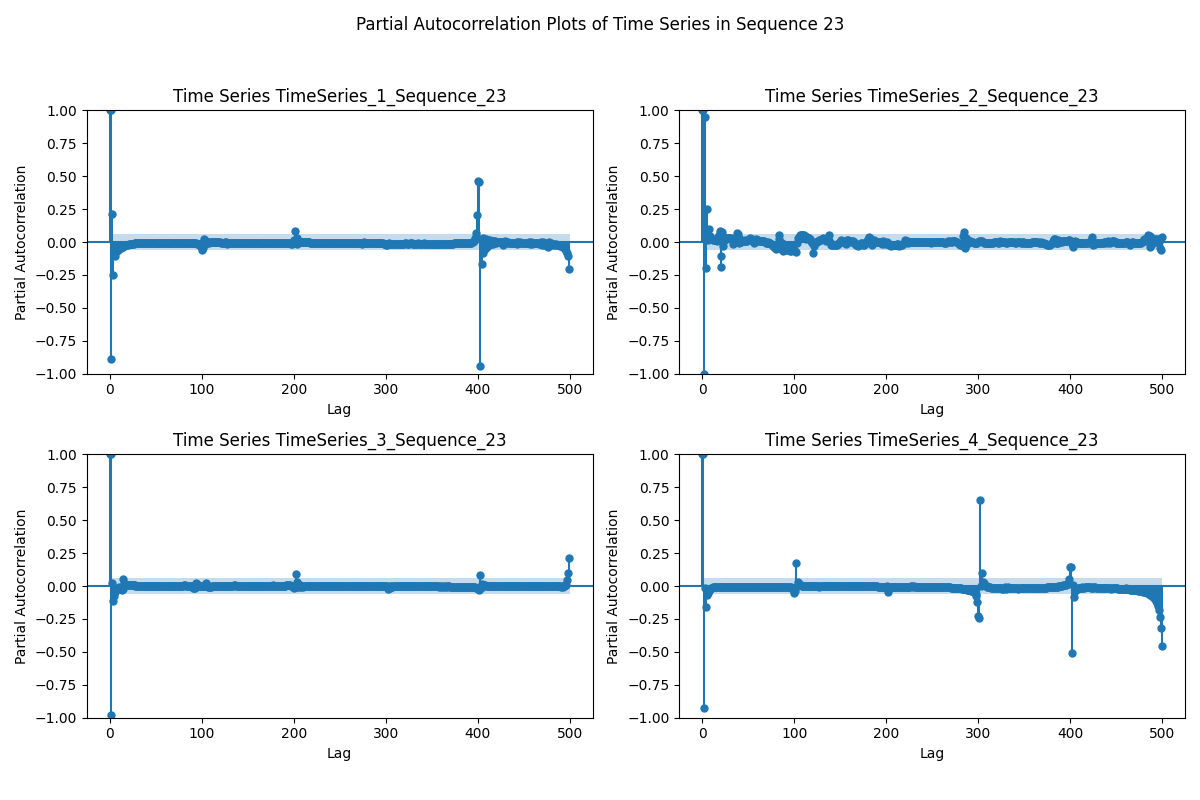 Partial Autocorrelation Plots of Time Series in Sequence 23
Time Series TimeSeries_1_Sequence_23
Partial Autocorrelation
1.00
0.75
0.50
0.25
0.00
−0.25
−0.50
−0.75
−1.00
0 100 200 300 400 500
Lag
Time Series TimeSeries_2_Sequence_23
Partial Autocorrelation
1.00
0.75
0.50
0.25
0.00
−0.25
−0.50
−0.75
−1.00
0 100 200 300 400 500
Lag
Time Series TimeSeries_3_Sequence_23
Partial Autocorrelation
1.00
0.75
0.50
0.25
0.00
−0.25
−0.50
−0.75
−1.00
0 100 200 300 400 500
Lag
Time Series TimeSeries_4_Sequence_23
Partial Autocorrelation
1.00
0.75
0.50
0.25
0.00
−0.25
−0.50
−0.75
−1.00
0 100 200 300 400 500
Lag